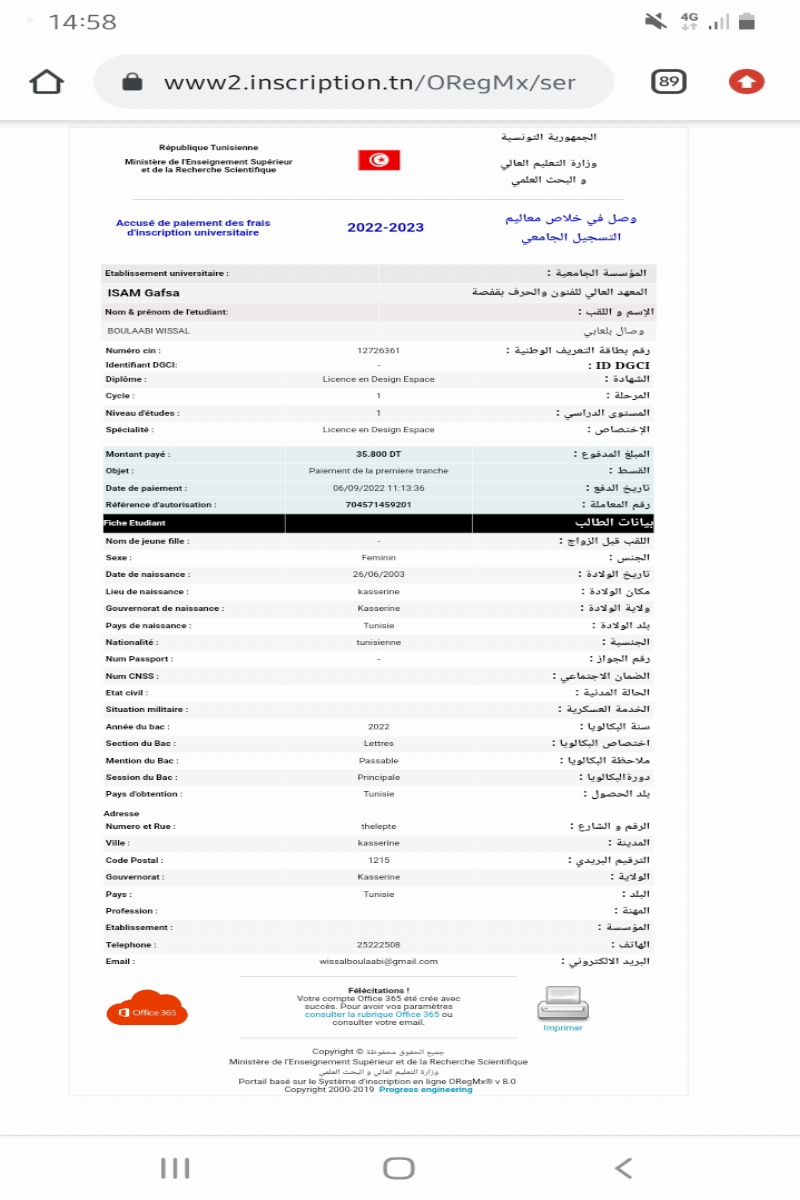 14:58
4G
www2.inscription.tn/ORegMx/ser
89
République Tunisienne
Ministère de l'Enseignement Supérieur
et de la Recherche Scientifique
الجمهورية التونسية
وزارة التعليم العالي
و البحث العلمي
Accusé de paiement des frais
d'inscription universitaire
2022-2023
وصل في خلاص معاليم
التسجيل الجامعي
Etablissement universitaire : المؤسسة الجامعية :
ISAM Gafsa المعهد العالي للفنون والحرف بقفصة
Nom & prénom de l'etudiant: الإسم و اللقب :
BOULAABI WISSAL وصال بلعابي
Numéro cin : 12726361 رقم بطاقة التعريف الوطنية :
Identifiant DGCI: - ID DGCI :
Diplôme : Licence en Design Espace الشهادة :
Cycle : 1 المرحلة :
Niveau d'études : 1 المستوى الدراسي :
Spécialité : Licence en Design Espace الإختصاص :
Montant payé : 35.800 DT المبلغ المدفوع :
Objet : Paiement de la premiere tranche القسط :
Date de paiement : 06/09/2022 11:13:36 تاريخ الدفع :
Référence d'autorisation : 704571459201 رقم المعاملة :
Fiche Etudiant بيانات الطالب
Nom de jeune fille : - اللقب قبل الزواج :
Sexe : Feminin الجنس :
Date de naissance : 26/06/2003 تاريخ الولادة :
Lieu de naissance : kasserine مكان الولادة :
Gouvernorat de naissance : Kasserine ولاية الولادة :
Pays de naissance : Tunisie بلد الولادة :
Nationalité : tunisienne الجنسية :
Num Passport : - رقم الجواز :
Num CNSS : الضمان الاجتماعي :
Etat civil : الحالة المدنية :
Situation militaire : الخدمة العسكرية :
Année du bac : 2022 سنة البكالويا :
Section du Bac : Lettres اختصاص البكالويا :
Mention du Bac : Passable ملاحظة البكالويا :
Session du Bac : Principale دورةالبكالويا :
Pays d'obtention : Tunisie بلد الحصول :
Adresse
Numero et Rue : thelepte الرقم و الشارع :
Ville : kasserine المدينة :
Code Postal : 1215 الترقيم البريدي :
Gouvernorat : Kasserine الولاية :
Pays : Tunisie البلد :
Profession : المهنة :
Etablissement : المؤسسة :
Telephone : 25222508 الهاتف :
Email : wissalboulaabi@gmail.com البريد الالكتروني :
Office 365
Félécitations !
Votre compte Office 365 été crée avec
succès. Pour avoir vos paramètres
consulter la rubrique Office 365 ou
consulter votre email.
Imprimer
Copyright © جميع الحقوق محفوظة
Ministère de l'Enseignement Supérieur et de la Recherche Scientifique
وزارة التعليم العالي و البحث العلمي
Portail basé sur le Système d'inscription en ligne ORegMx® v 8.0
Copyright 2000-2019 Progress engineering